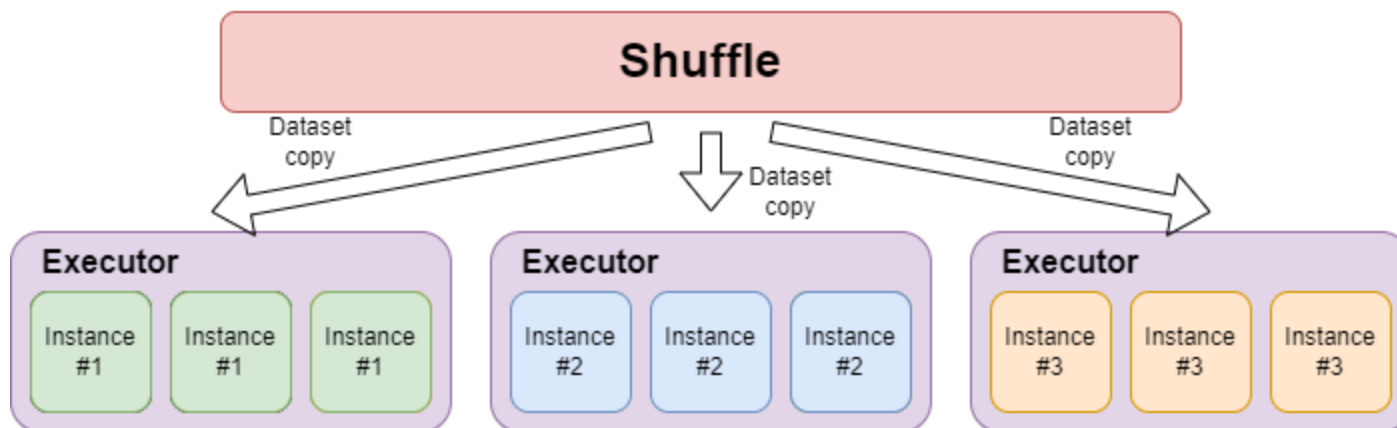 Shuffle
Dataset
copy
Dataset
copy
Dataset
copy
Executor
Instance
#1
Instance
#1
Instance
#1
Executor
Instance
#2
Instance
#2
Instance
#2
Executor
Instance
#3
Instance
#3
Instance
#3